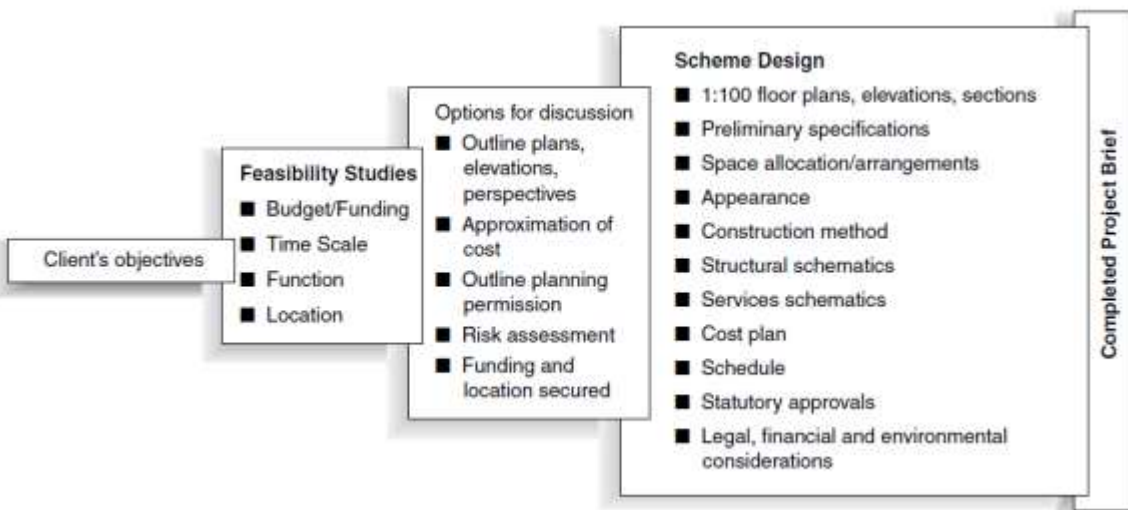 Client's objectives
Feasibility Studies
■ Budget/Funding
■ Time Scale
■ Function
■ Location
Options for discussion
■ Outline plans,
elevations,
perspectives
■ Approximation of
cost
■ Outline planning
permission
■ Risk assessment
■ Funding and
location secured
Scheme Design
■ 1:100 floor plans, elevations, sections
■ Preliminary specifications
■ Space allocation/arrangements
■ Appearance
■ Construction method
■ Structural schematics
■ Services schematics
■ Cost plan
■ Schedule
■ Statutory approvals
■ Legal, financial and environmental
considerations
Completed Project Brief